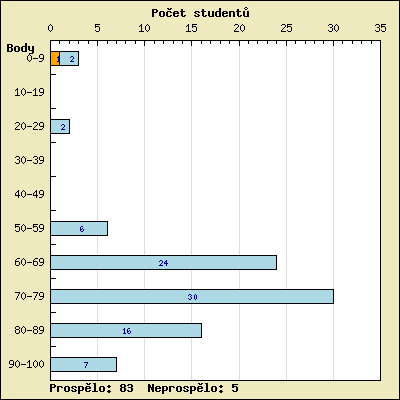 Počet studentů
0 5 10 15 20 25 30 35
Body
0-9 1 2
10-19
20-29 2
30-39
40-49
50-59 6
60-69 24
70-79 30
80-89 16
90-100 7
Prospělo: 83 Neprospělo: 5